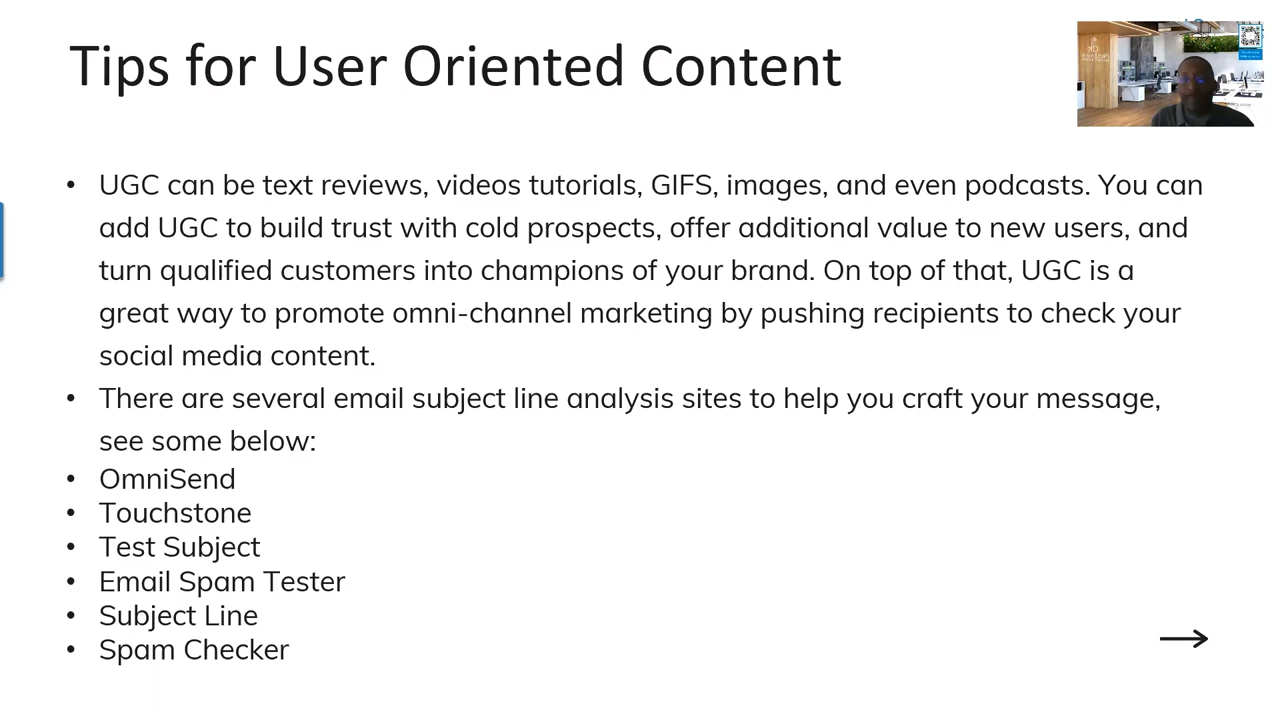 Tips for User Oriented Content
• UGC can be text reviews, videos tutorials, GIFS, images, and even podcasts. You can
add UGC to build trust with cold prospects, offer additional value to new users, and
turn qualified customers into champions of your brand. On top of that, UGC is a
great way to promote omni-channel marketing by pushing recipients to check your
social media content.
• There are several email subject line analysis sites to help you craft your message,
see some below:
• OmniSend
• Touchstone
• Test Subject
• Email Spam Tester
• Subject Line
• Spam Checker